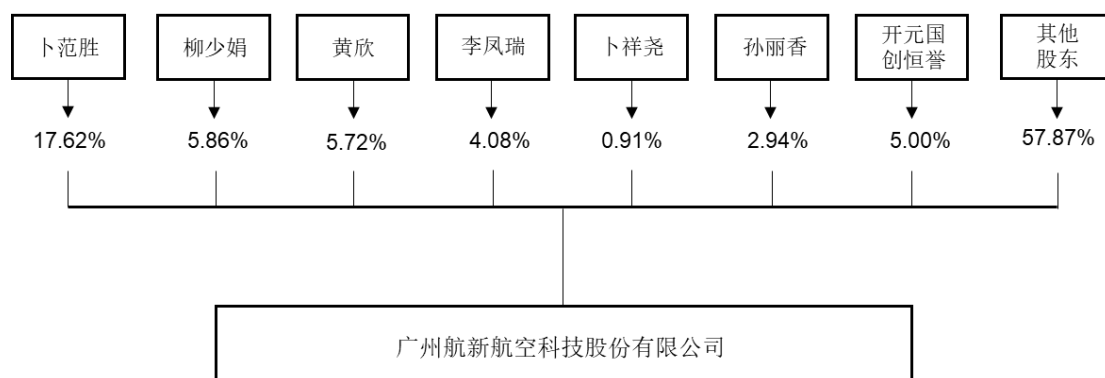 卜范胜
柳少娟
黄欣
李凤瑞
卜祥尧
孙丽香
开元国
创恒誉
其他
股东
17.62%
5.86%
5.72%
4.08%
0.91%
2.94%
5.00%
57.87%
广州航新航空科技股份有限公司